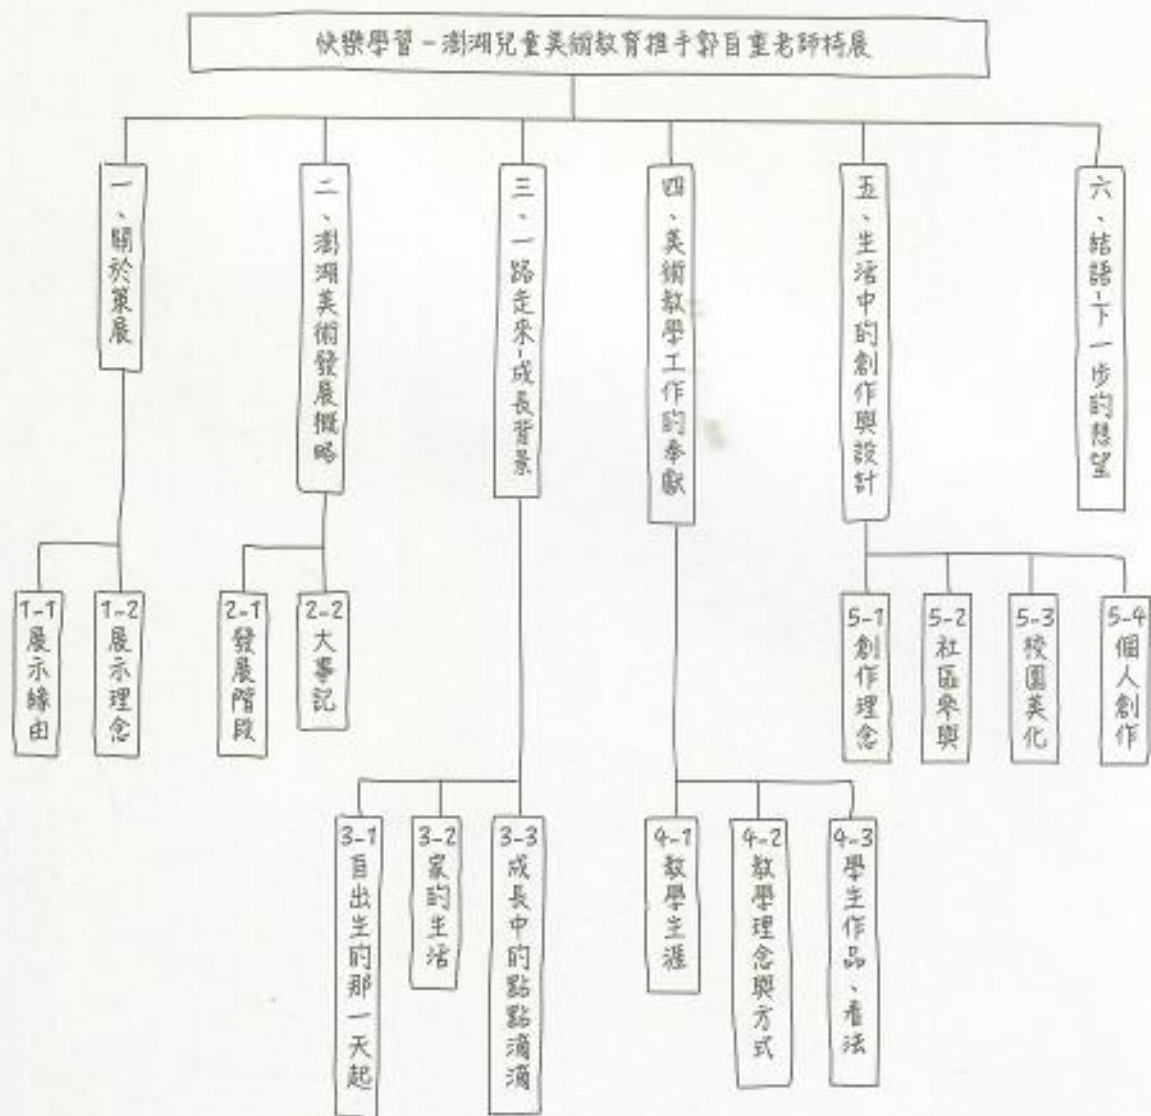 快樂學習-澎湖兒童美術教育推手郭自重老師特展
一、關於策展
二、澎湖美術發展概略
三、一路走來-成長背景
四、美術教學工作的奉獻
五、生活中的創作與設計
六、結語-下一步的想望
1-1展示緣由
1-2展示理念
2-1發展階段
2-2大事記
5-1創作理念
5-2社區參與
5-3校園美化
5-4個人創作
3-1自出生的那一天起
3-2家的生活
3-3成長中的點點滴滴
4-1教學生涯
4-2教學理念與方式
4-3學生作品、看法